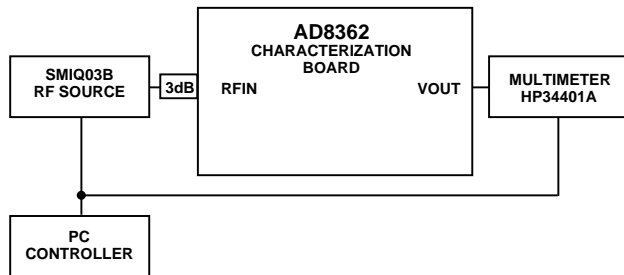 AD8362
CHARACTERIZATION
BOARD
SMIQ03B
RF SOURCE
3dB
RFIN
VOUT
MULTIMETER
HP34401A
PC
CONTROLLER